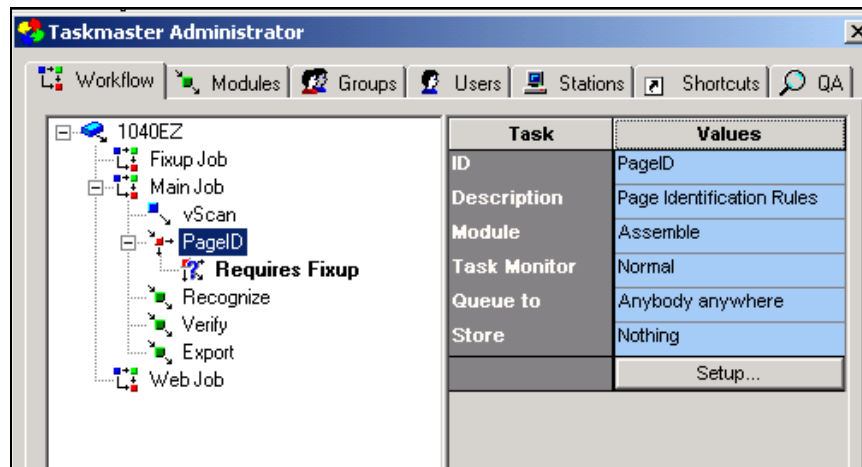 Taskmaster Administrator
Workflow Modules Groups Users Stations Shortcuts QA
1040EZ
Fixup Job
Main Job
vScan
PageID
Requires Fixup
Recognize
Verify
Export
Web Job
Task Values
ID PageID
Description Page Identification Rules
Module Assemble
Task Monitor Normal
Queue to Anybody anywhere
Store Nothing
Setup...